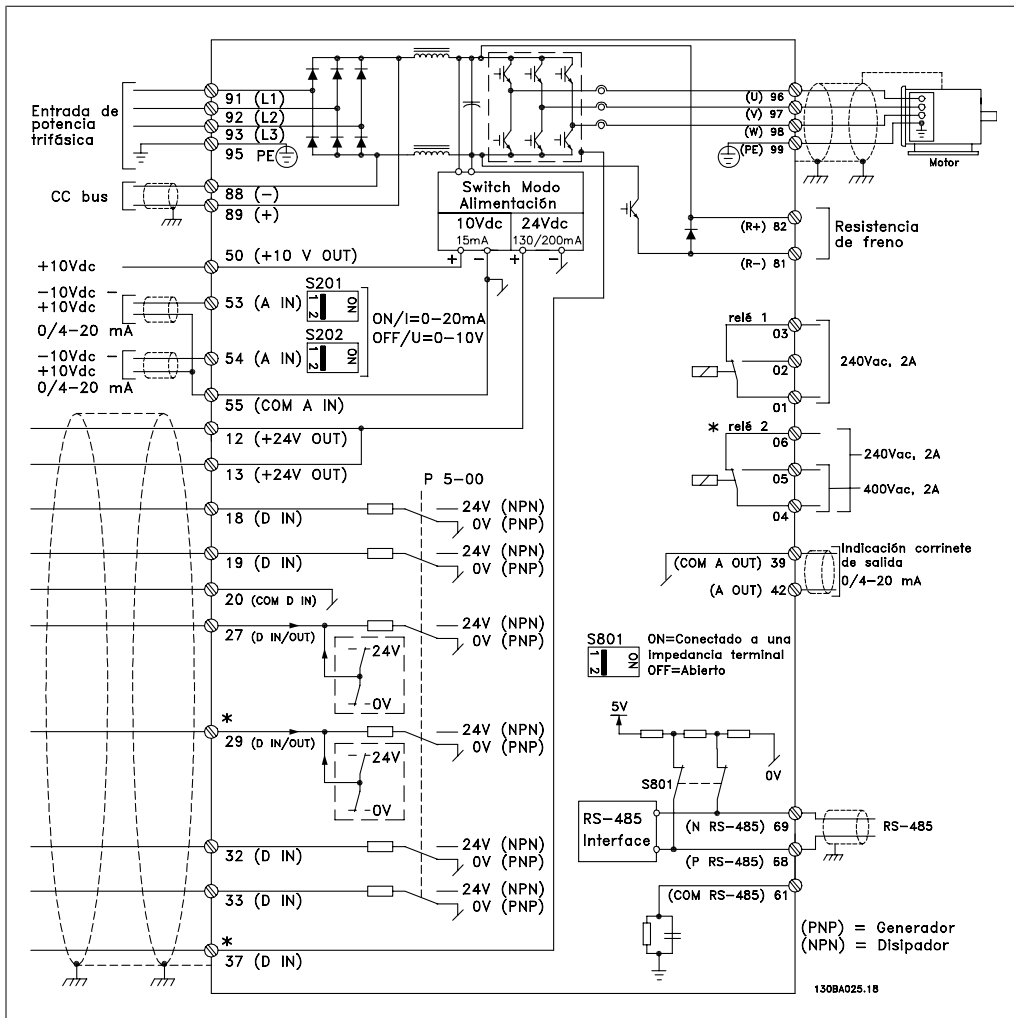 Entrada de
potencia
trifásica
91 (L1)
92 (L2)
93 (L3)
95 PE
CC bus
88 (-)
89 (+)
Switch Modo
Alimentación
10Vdc
15mA
24Vdc
130/200mA
+ - + -
(U) 96
(V) 97
(W) 98
(PE) 99
Motor
(R+) 82
(R-) 81
Resistencia
de freno
+10Vdc
50 (+10 V OUT)
-10Vdc -
+10Vdc
0/4-20 mA
53 (A IN)
S201
1 2
ON
ON/I=0-20mA
OFF/U=0-10V
-10Vdc -
+10Vdc
0/4-20 mA
54 (A IN)
S202
1 2
ON
55 (COM A IN)
12 (+24V OUT)
13 (+24V OUT)
relé 1
03
02
01
240Vac, 2A
* relé 2
06
05
04
240Vac, 2A
400Vac, 2A
P 5-00
18 (D IN)
24V (NPN)
0V (PNP)
19 (D IN)
24V (NPN)
0V (PNP)
20 (COM D IN)
27 (D IN/OUT)
24V (NPN)
0V (PNP)
24V
0V
*
29 (D IN/OUT)
24V (NPN)
0V (PNP)
24V
0V
32 (D IN)
24V (NPN)
0V (PNP)
33 (D IN)
24V (NPN)
0V (PNP)
*
37 (D IN)
(COM A OUT) 39
(A OUT) 42
Indicación corrinete
de salida
0/4-20 mA
S801
1 2
ON
ON=Conectado a una
impedancia terminal
OFF=Abierto
5V
0V
S801
RS-485
Interface
(N RS-485) 69
(P RS-485) 68
RS-485
(COM RS-485) 61
(PNP) = Generador
(NPN) = Disipador
130BA025.18